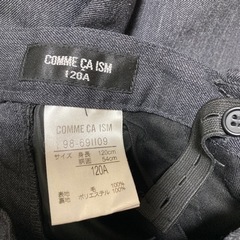 COMME ÇA ISM
120A
COMME ÇA ISM
98-69IT09
サイズ 身長 120cm
胴囲 54cm
120A
表地 毛 100%
裏地 ポリエステル 100%